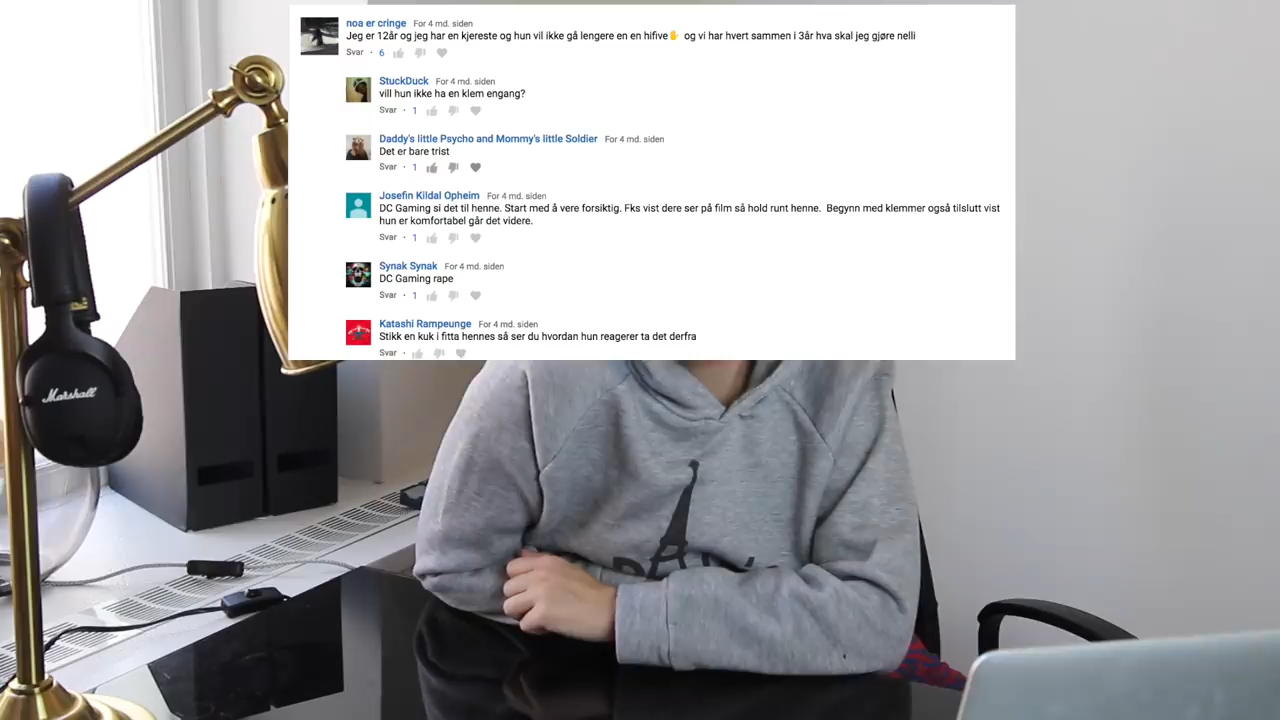 noa er cringe For 4 md. siden
Jeg er 12år og jeg har en kjereste og hun vil ikke gå lengere en en hifive✋ og vi har hvert sammen i 3år hva skal jeg gjøre nelli
Svar · 6
StuckDuck For 4 md. siden
vill hun ikke ha en klem engang?
Svar · 1
Daddy's little Psycho and Mommy's little Soldier For 4 md. siden
Det er bare trist
Svar · 1
Josefin Kildal Opheim For 4 md. siden
DC Gaming si det til henne. Start med å vere forsiktig. Fks vist dere ser på film så hold runt henne. Begynn med klemmer også tilslutt vist
hun er komfortabel går det videre.
Svar · 1
Synak Synak For 4 md. siden
DC Gaming rape
Svar · 1
Katashi Rampeunge For 4 md. siden
Stikk en kuk i fitta hennes så ser du hvordan hun reagerer ta det derfra
Svar ·
Marshall